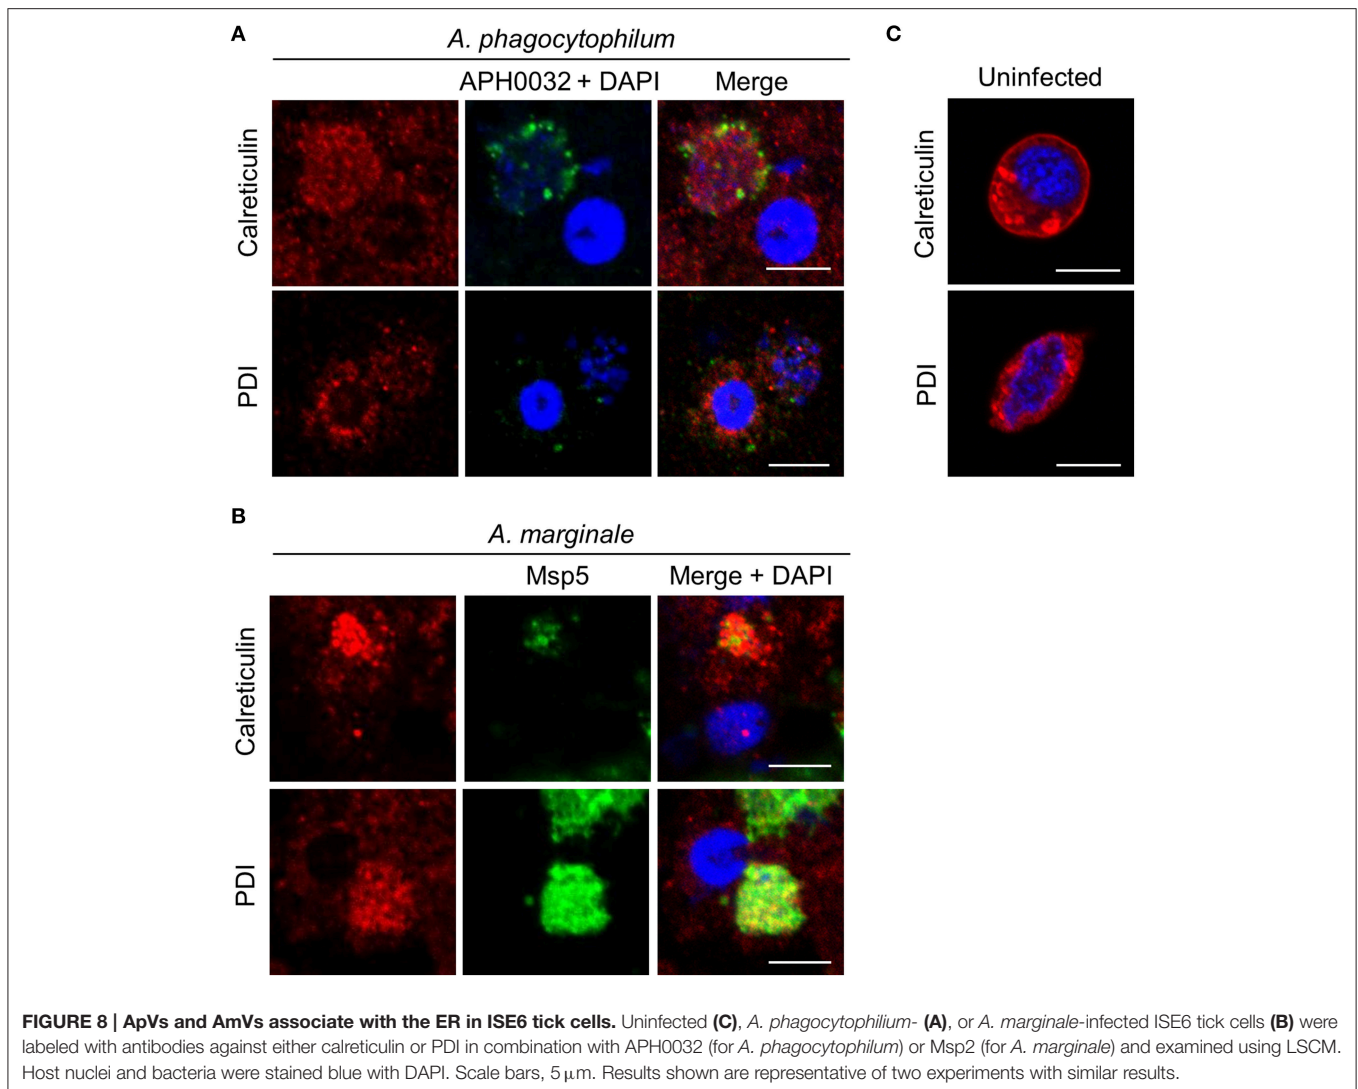 A
A. phagocytophilum
APH0032 + DAPI Merge
Calreticulin
PDI
C
Uninfected
Calreticulin
PDI
B
A. marginale
Msp5 Merge + DAPI
Calreticulin
PDI
FIGURE 8 | ApVs and AmVs associate with the ER in ISE6 tick cells. Uninfected (C), A. phagocytophilium- (A), or A. marginale-infected ISE6 tick cells (B) were
labeled with antibodies against either calreticulin or PDI in combination with APH0032 (for A. phagocytophilum) or Msp2 (for A. marginale) and examined using LSCM.
Host nuclei and bacteria were stained blue with DAPI. Scale bars, 5 μm. Results shown are representative of two experiments with similar results.